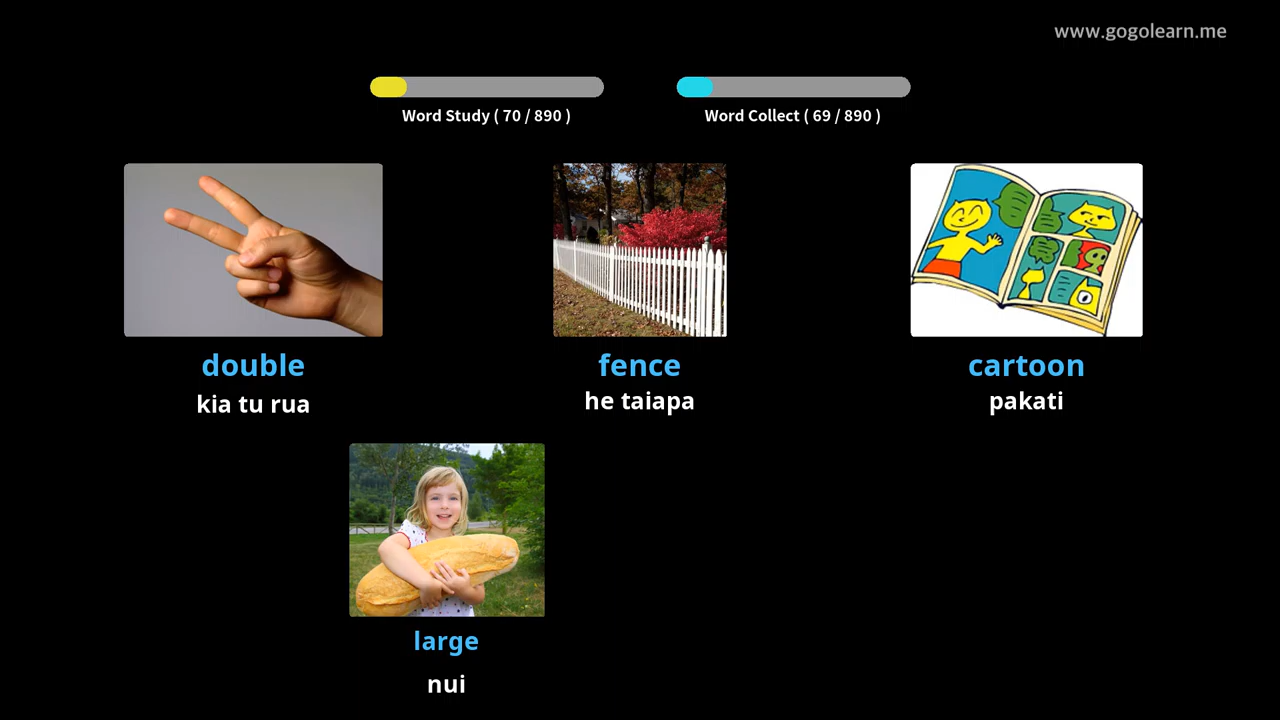 www.gogolearn.me
Word Study ( 70 / 890 )
Word Collect ( 69 / 890 )
double
kia tu rua
fence
he taiapa
cartoon
pakati
large
nui